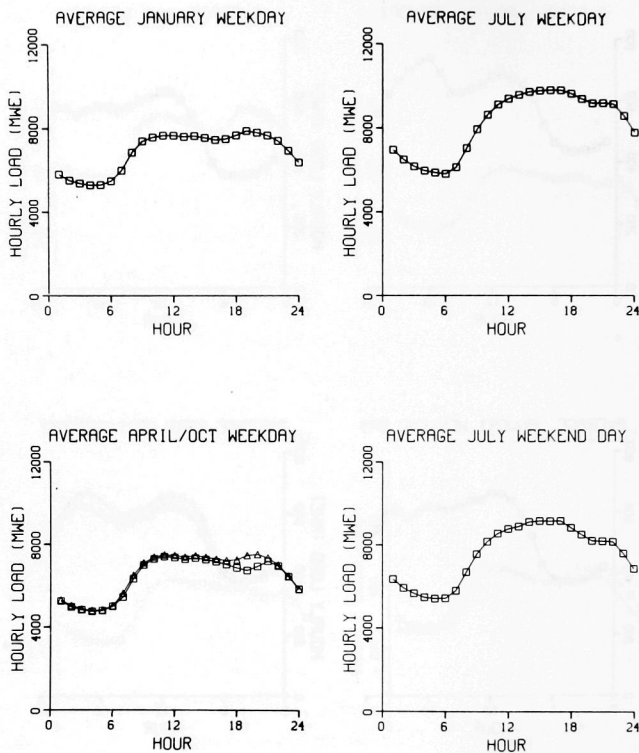 AVERAGE JANUARY WEEKDAY
HOURLY LOAD (MWE)
0 4000 8000 12000
0 6 12 18 24
HOUR
AVERAGE JULY WEEKDAY
HOURLY LOAD (MWE)
0 4000 8000 12000
0 6 12 18 24
HOUR
AVERAGE APRIL/OCT WEEKDAY
HOURLY LOAD (MWE)
0 4000 8000 12000
0 6 12 18 24
HOUR
AVERAGE JULY WEEKEND DAY
HOURLY LOAD (MWE)
0 4000 8000 12000
0 6 12 18 24
HOUR